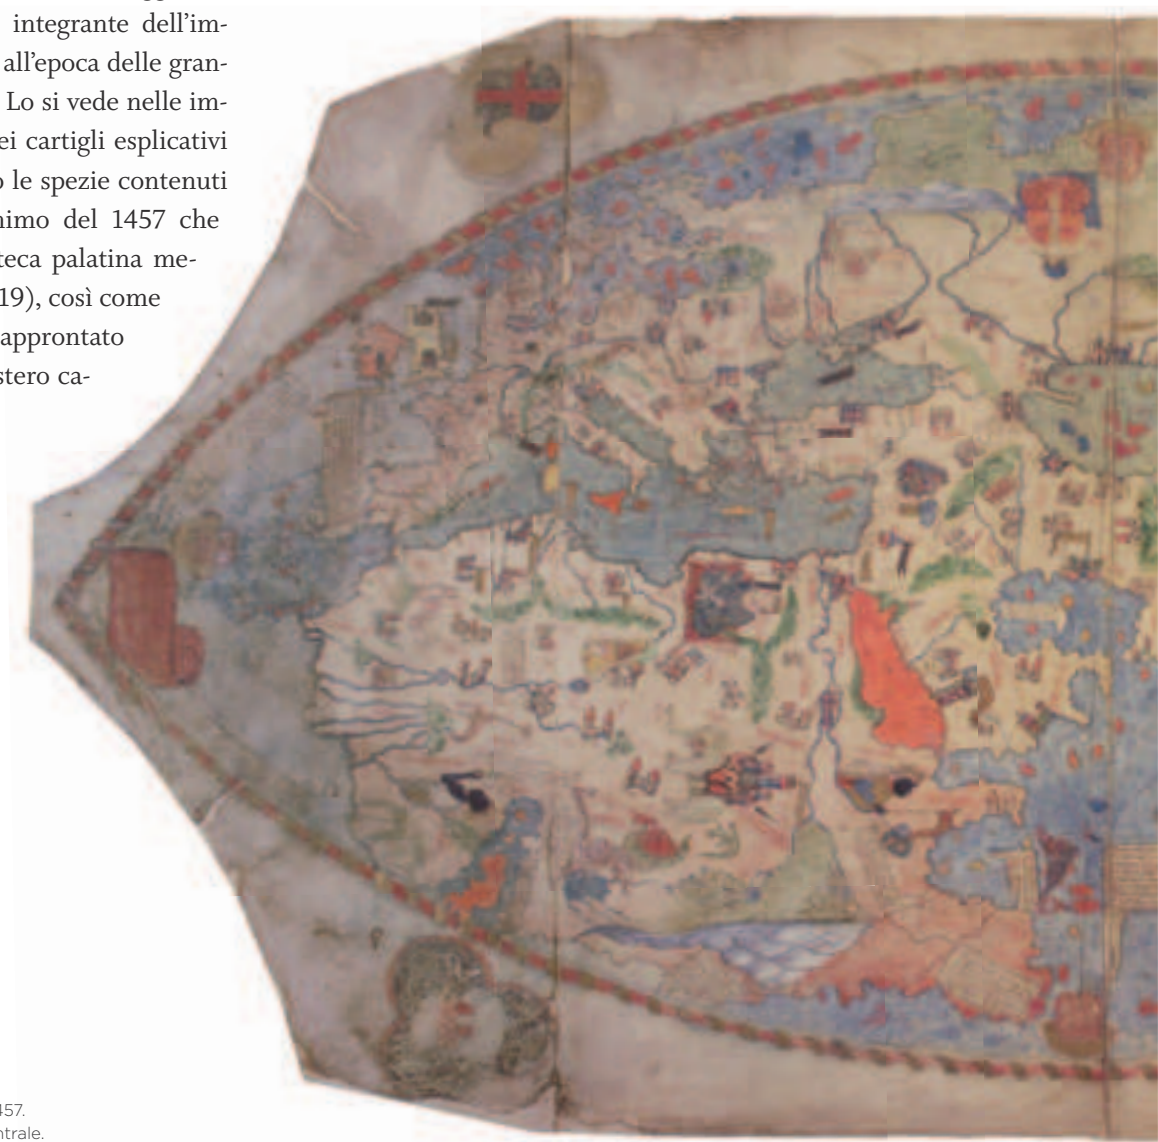 integrante dell’im-
all’epoca delle gran-
Lo si vede nelle im-
ei cartigli esplicativi
o le spezie contenuti
nimo del 1457 che
teca palatina me-
19), così come
approntato
stero ca-
457.
ntrale.